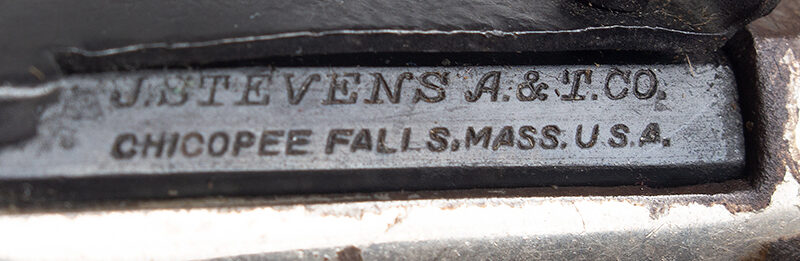 J. STEVENS A. & T. CO.
CHICOPEE FALLS, MASS. U.S.A.